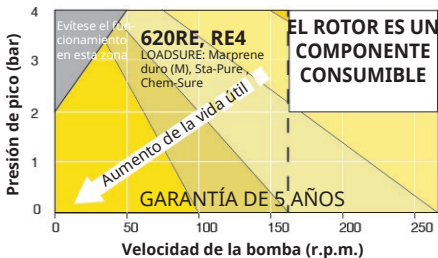 Presión de pico (bar)
4
3
2
1
0
Evítese el fun-
cionamiento
en esta zona
620RE, RE4
LOADSURE: Marprene
duro (M), Sta-Pure,
Chem-Sure
EL ROTOR ES UN
COMPONENTE
CONSUMIBLE
Aumento de la vida útil
GARANTÍA DE 5 AÑOS
0 50 100 150 200 250
Velocidad de la bomba (r.p.m.)